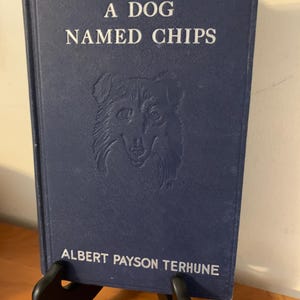 A DOG
NAMED CHIPS
ALBERT PAYSON TERHUNE